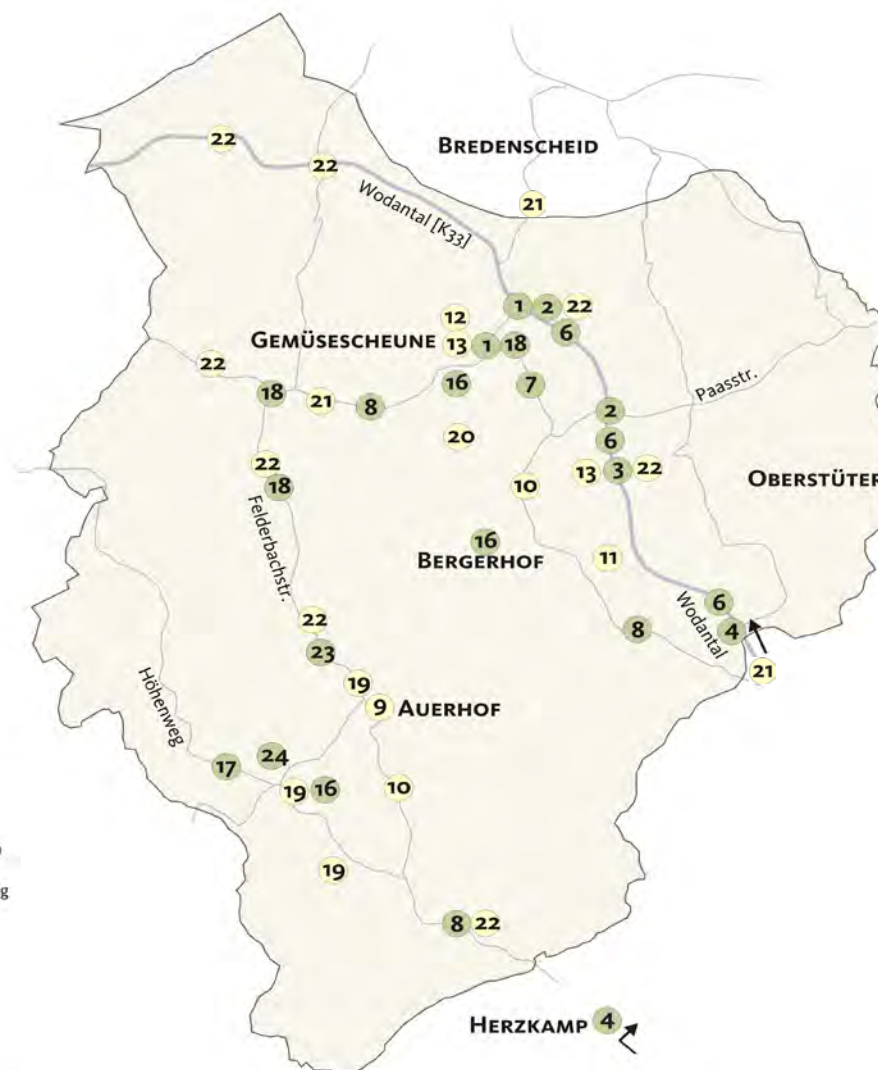 22
22
BREDENSCHEID
21
Wodantal [K33]
1 2 22
12
6
GEMÜSESCHEUNE 13 1 18
22
16 7
18 21 8
2
Paasstr.
20
6
22
13 3 22
18
10
OBERSTÜTER
Felderbachstr.
16
BERGERHOF
11
6
22
8
Wodantal
4
23
21
19
9 AUERHOF
Höhenweg
24
17
19 16
10
19
g
8 22
HERZKAMP 4